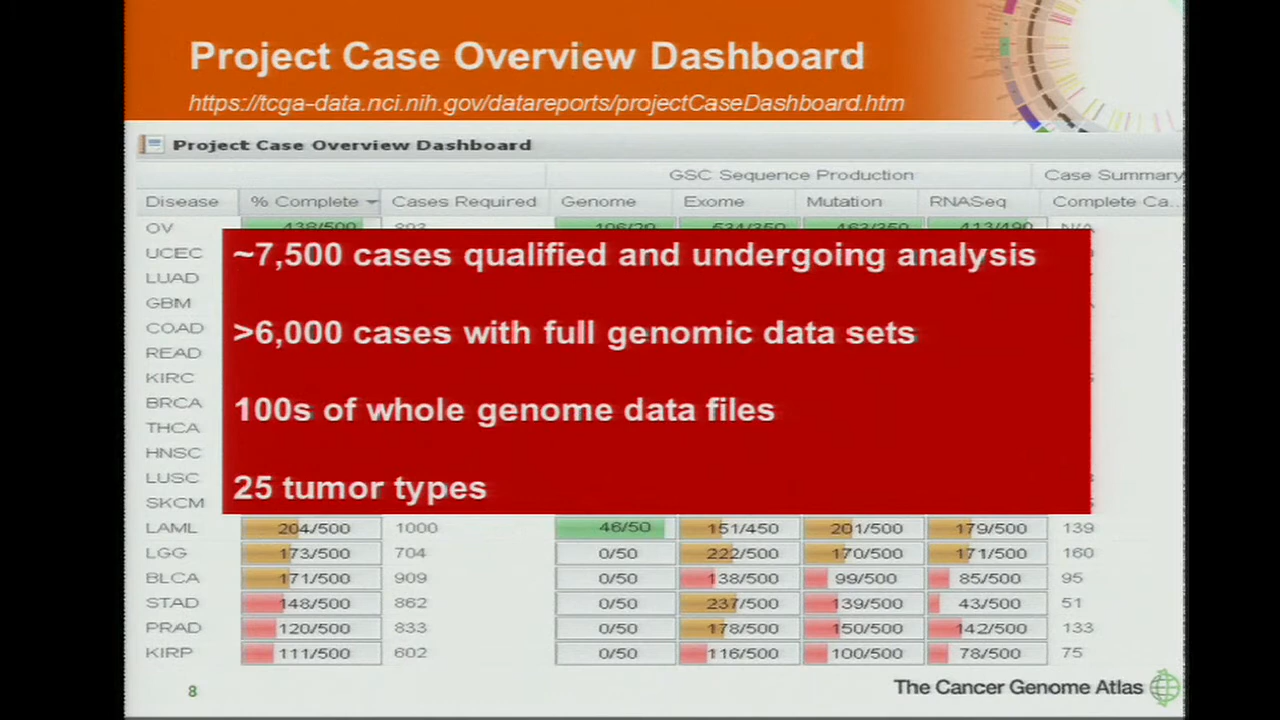 Project Case Overview Dashboard
https://tcga-data.nci.nih.gov/datareports/projectCaseDashboard.htm
Project Case Overview Dashboard
GSC Sequence Production Case Summary
Disease % Complete Cases Required Genome Exome Mutation RNASeq Complete Ca...
OV 438/500 N/A
UCEC
LUAD
GBM
COAD
READ
KIRC
BRCA
THCA
HNSC
LUSC
SKCM
~7,500 cases qualified and undergoing analysis
>6,000 cases with full genomic data sets
100s of whole genome data files
25 tumor types
LAML 204/500 1000 46/50 151/450 201/500 179/500 139
LGG 173/500 704 0/50 222/500 170/500 171/500 160
BLCA 171/500 909 0/50 138/500 99/500 85/500 95
STAD 148/500 862 0/50 237/500 139/500 43/500 51
PRAD 120/500 833 0/50 178/500 150/500 142/500 133
KIRP 111/500 602 0/50 116/500 100/500 78/500 75
8
The Cancer Genome Atlas